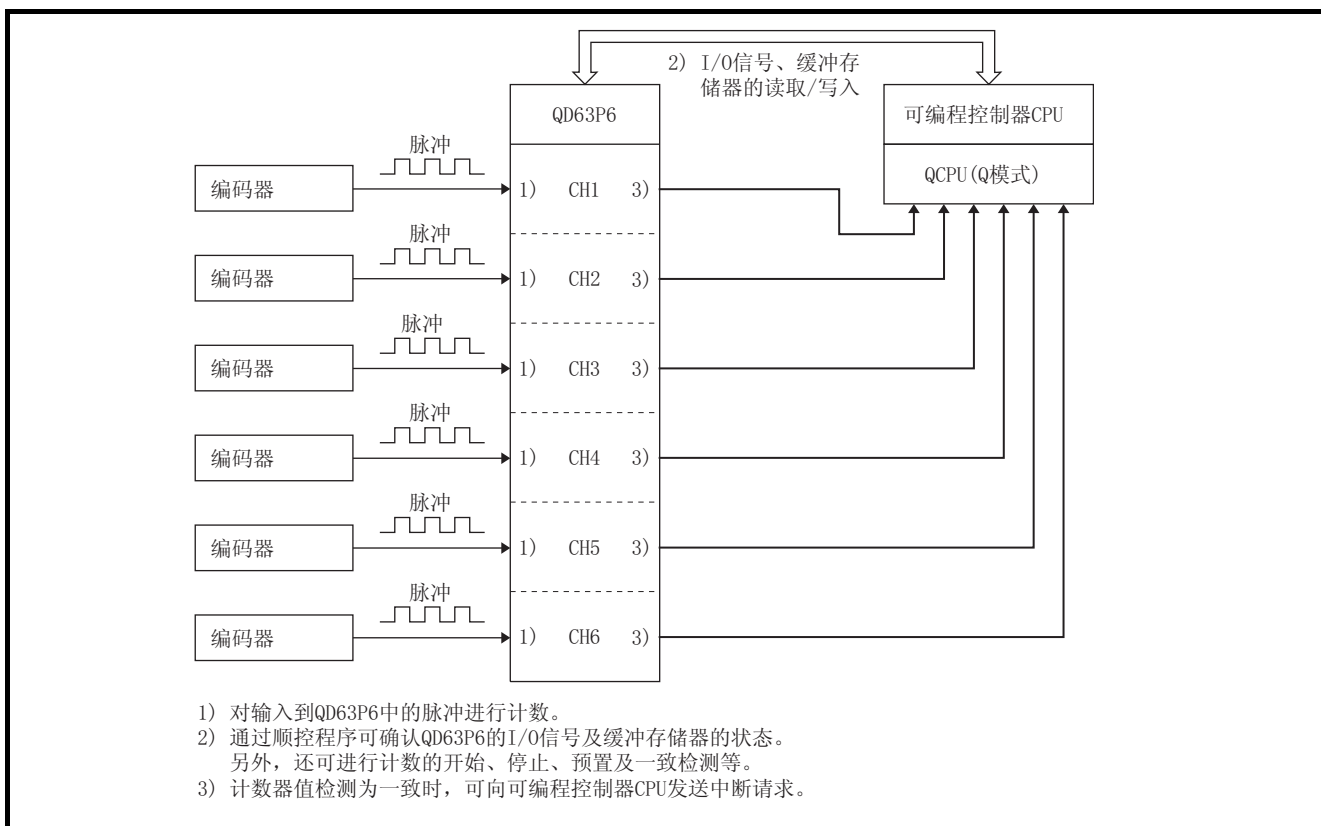 2) I/O信号、缓冲存
储器的读取/写入
QD63P6
可编程控制器CPU
QCPU(Q模式)
脉冲
编码器
1) CH1 3)
脉冲
编码器
1) CH2 3)
脉冲
编码器
1) CH3 3)
脉冲
编码器
1) CH4 3)
脉冲
编码器
1) CH5 3)
脉冲
编码器
1) CH6 3)
1) 对输入到QD63P6中的脉冲进行计数。
2) 通过顺控程序可确认QD63P6的I/O信号及缓冲存储器的状态。
另外，还可进行计数的开始、停止、预置及一致检测等。
3) 计数器值检测为一致时，可向可编程控制器CPU发送中断请求。